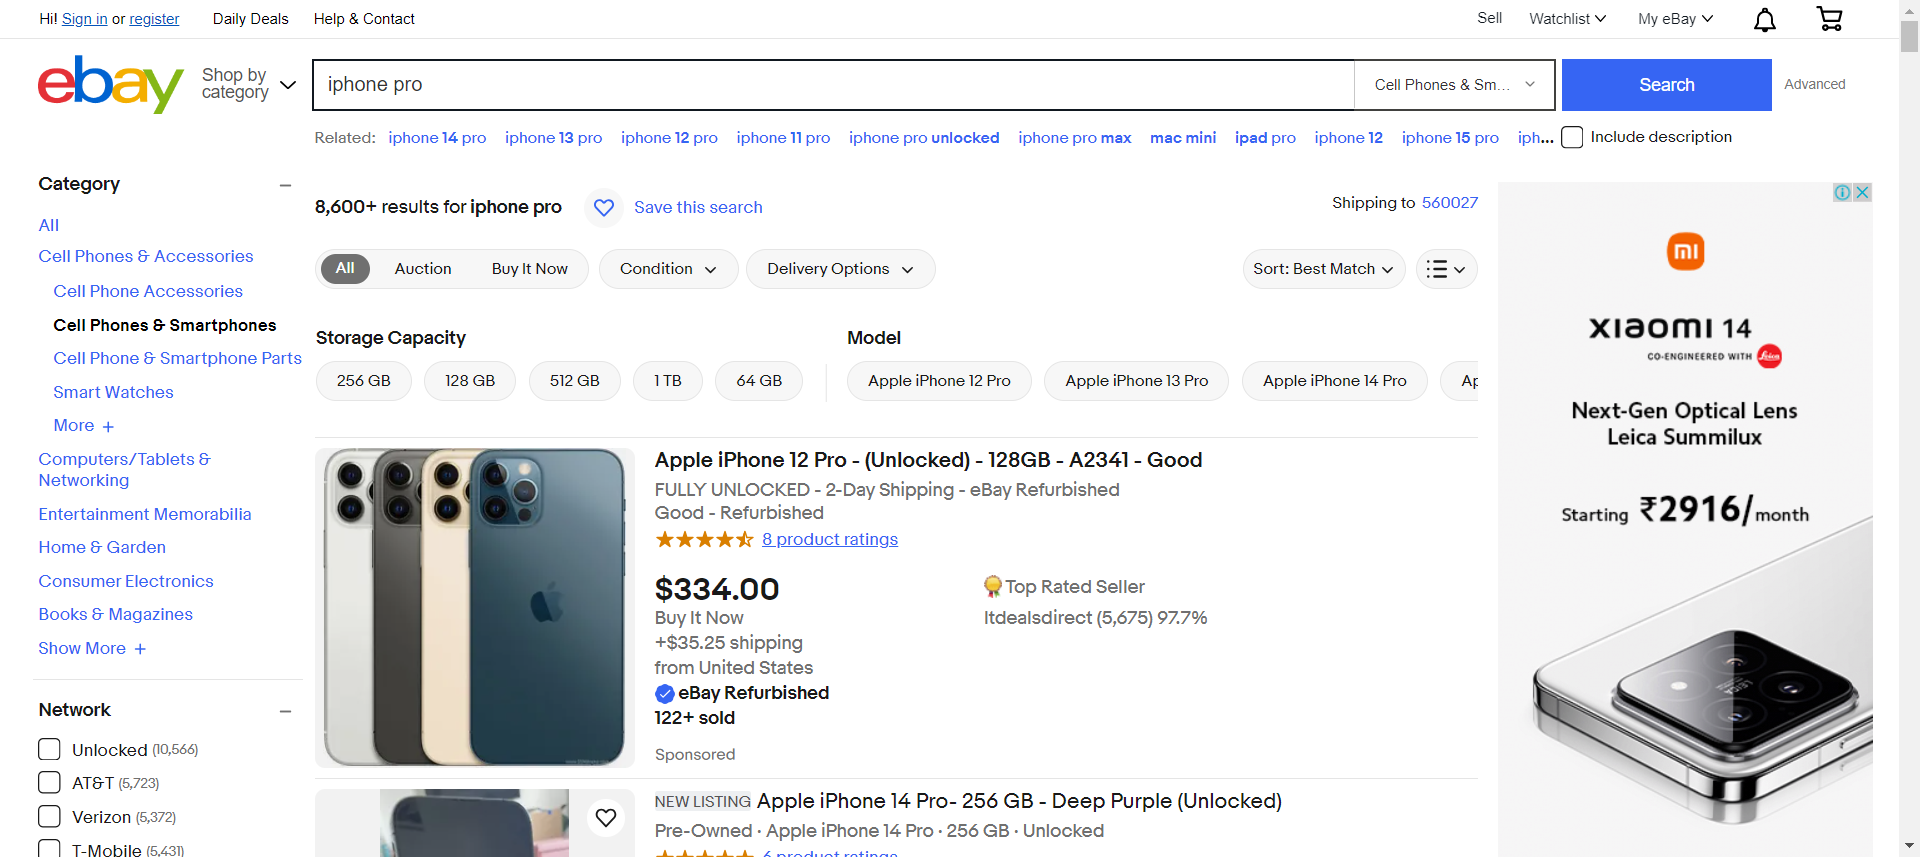 Hi! Sign in or register
Daily Deals
Help & Contact
Sell
Watchlist
My eBay
ebay
Shop by category
iphone pro
Cell Phones & Sm...
Search
Advanced
Related: iphone 14 pro iphone 13 pro iphone 12 pro iphone 11 pro iphone pro unlocked iphone pro max mac mini ipad pro iphone 12 iphone 15 pro iph...
Include description
Category
All
Cell Phones & Accessories
Cell Phone Accessories
Cell Phones & Smartphones
Cell Phone & Smartphone Parts
Smart Watches
More
Computers/Tablets &
Networking
Entertainment Memorabilia
Home & Garden
Consumer Electronics
Books & Magazines
Show More
Network
Unlocked (10,566)
AT&T (5,723)
Verizon (5,372)
T-Mobile (5,431)
8,600+ results for iphone pro
Save this search
Shipping to 560027
All
Auction
Buy It Now
Condition
Delivery Options
Sort: Best Match
Storage Capacity
256 GB
128 GB
512 GB
1 TB
64 GB
Model
Apple iPhone 12 Pro
Apple iPhone 13 Pro
Apple iPhone 14 Pro
Ap
Apple iPhone 12 Pro - (Unlocked) - 128GB - A2341 - Good
FULLY UNLOCKED - 2-Day Shipping - eBay Refurbished
Good - Refurbished
8 product ratings
$334.00
Buy It Now
+$35.25 shipping
from United States
eBay Refurbished
122+ sold
Sponsored
Top Rated Seller
Itdealsdirect (5,675) 97.7%
NEW LISTING Apple iPhone 14 Pro- 256 GB - Deep Purple (Unlocked)
Pre-Owned · Apple iPhone 14 Pro · 256 GB · Unlocked
6 product ratings
mi
xiaomi 14
CO-ENGINEERED WITH Leica
Next-Gen Optical Lens
Leica Summilux
Starting ₹2916/month
LEICA